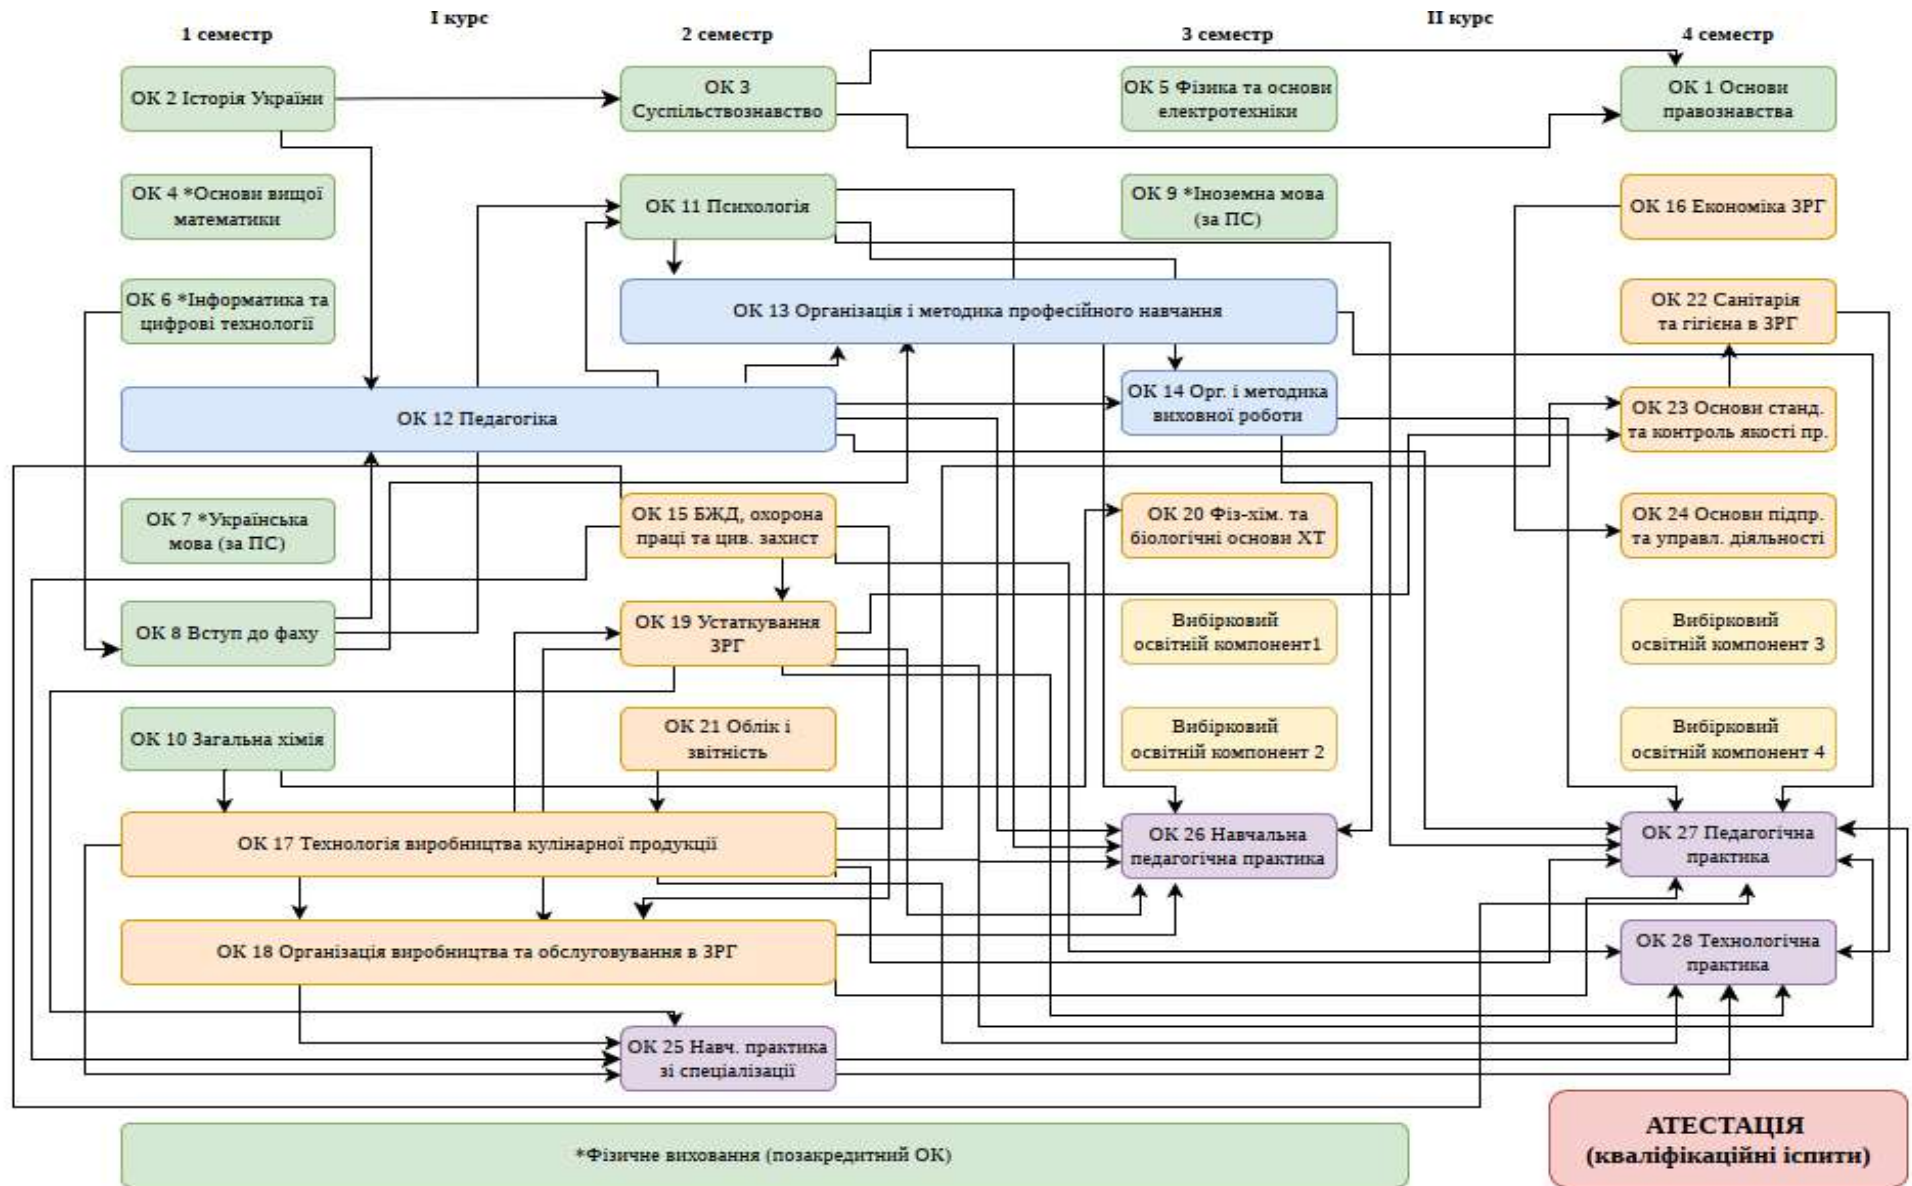 І курс
ІІ курс
1 семестр
2 семестр
3 семестр
4 семестр
ОК 2 Історія України
ОК 3
Суспільствознавство
ОК 5 Фізика та основи
електротехніки
ОК 1 Основи
правознавства
ОК 4 *Основи вищої
математики
ОК 11 Психологія
ОК 9 *Іноземна мова
(за ПС)
ОК 16 Економіка ЗРГ
ОК 6 *Інформатика та
цифрові технології
ОК 13 Організація і методика професійного навчання
ОК 22 Санітарія
та гігієна в ЗРГ
ОК 12 Педагогіка
ОК 14 Орг. і методика
виховної роботи
ОК 23 Основи станд.
та контроль якості пр.
ОК 7 *Українська
мова (за ПС)
ОК 15 БЖД, охорона
праці та цив. захист
ОК 20 Фіз-хім. та
біологічні основи ХТ
ОК 24 Основи підпр.
та управл. діяльності
ОК 8 Вступ до фаху
ОК 19 Устаткування
ЗРГ
Вибірковий
освітній компонент1
Вибірковий
освітній компонент 3
ОК 10 Загальна хімія
ОК 21 Облік і
звітність
Вибірковий
освітній компонент 2
Вибірковий
освітній компонент 4
ОК 17 Технологія виробництва кулінарної продукції
ОК 26 Навчальна
педагогічна практика
ОК 27 Педагогічна
практика
ОК 18 Організація виробництва та обслуговування в ЗРГ
ОК 28 Технологічна
практика
ОК 25 Навч. практика
зі спеціалізації
*Фізичне виховання (позакредитний ОК)
АТЕСТАЦІЯ
(кваліфікаційні іспити)